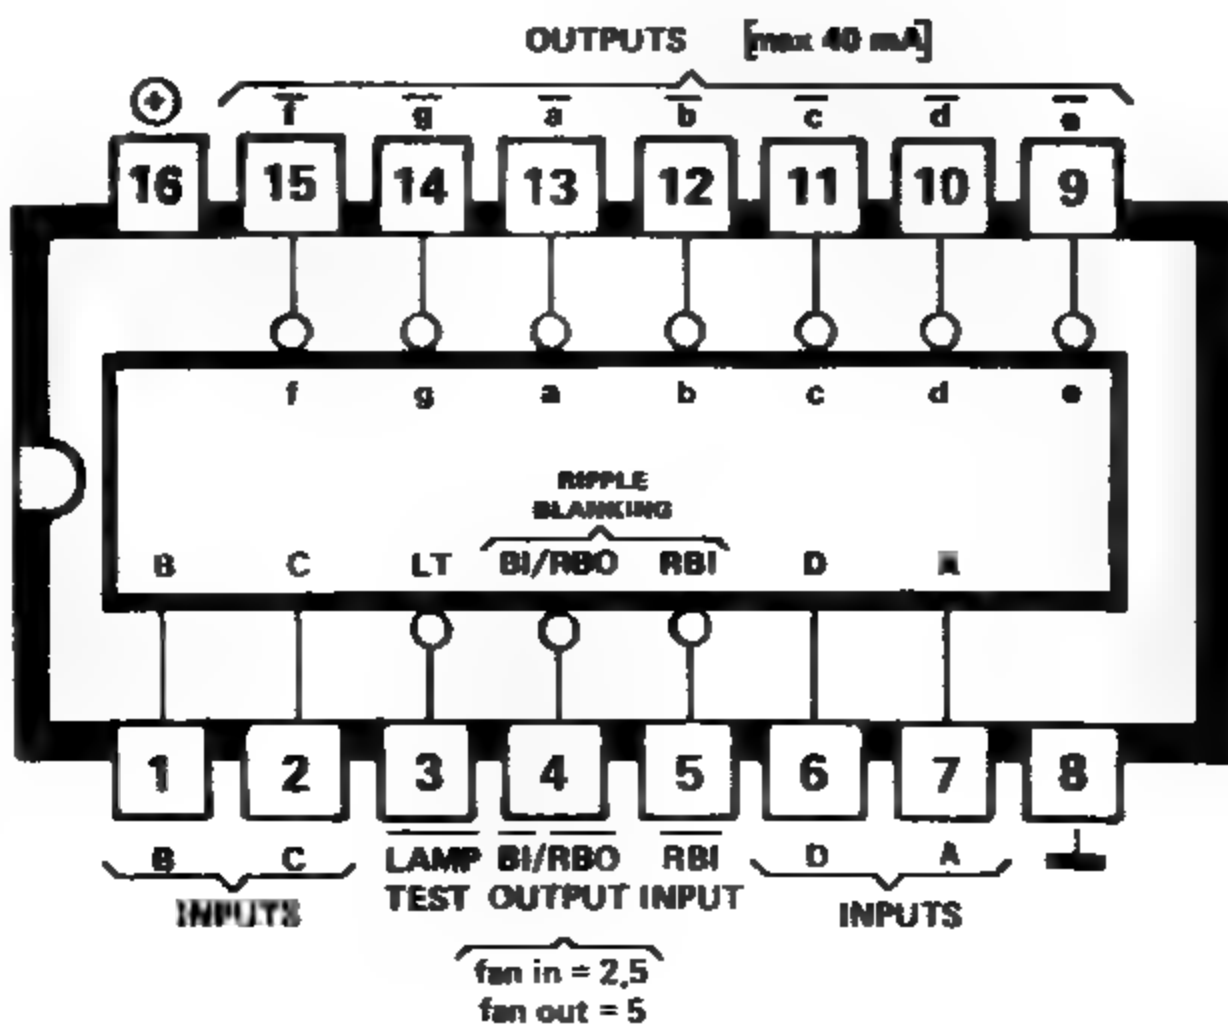 OUTPUTS [max 40 mA]
f g a b c d e
16 15 14 13 12 11 10 9
f g a b c d e
RIPPLE
BLANKING
B C LT BI/RBO RBI D A
1 2 3 4 5 6 7 8
B C LAMP BI/RBO RBI D A
TEST OUTPUT INPUT
INPUTS INPUTS
fan in = 2,5
fan out = 5